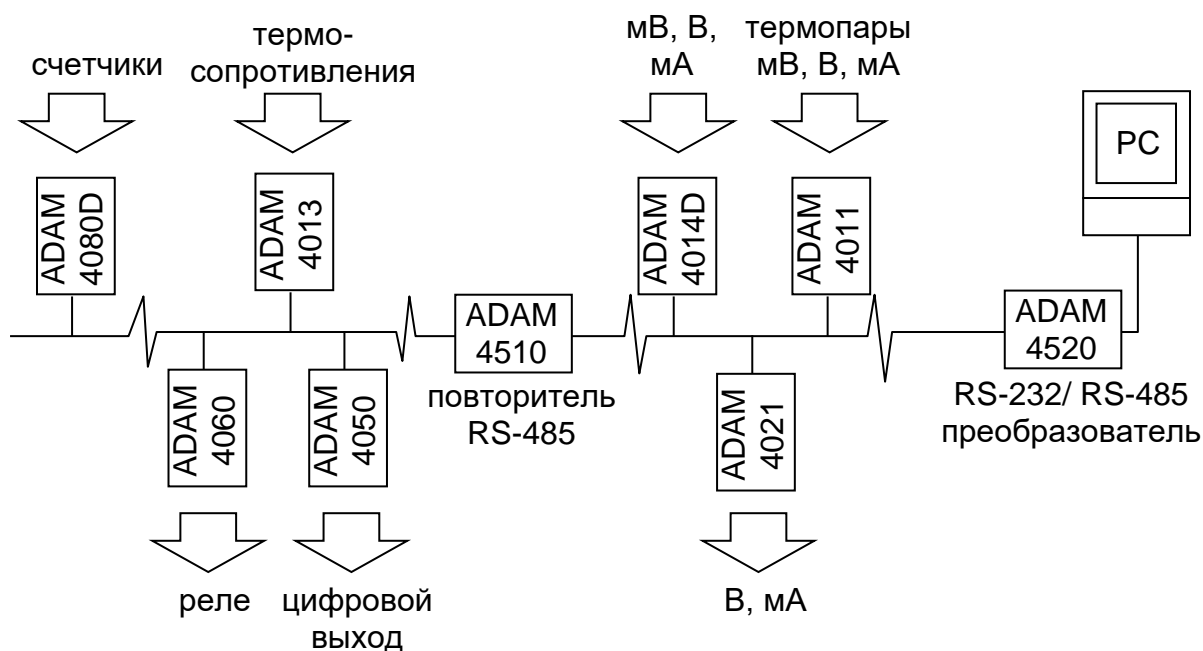 счетчики
термо-
сопротивления
мВ, В,
мА
термопары
мВ, В, мА
PC
ADAM
4080D
ADAM
4013
ADAM
4014D
ADAM
4011
ADAM
4510
повторитель
RS-485
ADAM
4520
RS-232/ RS-485
преобразователь
ADAM
4060
ADAM
4050
ADAM
4021
реле
цифровой
выход
В, мА